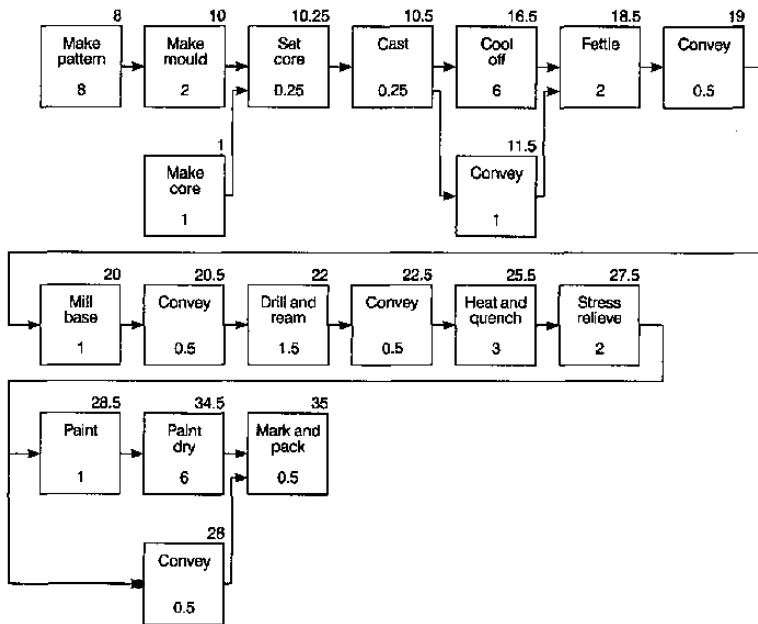 8
Make
pattern
8
10
Make
mould
2
10.25
Set
core
0.25
10.5
Cast
0.25
16.5
Cool
off
6
18.5
Fettle
2
19
Convey
0.5
1
Make
core
1
11.5
Convey
1
20
Mill
base
1
20.5
Convey
0.5
22
Drill and
ream
1.5
22.5
Convey
0.5
25.5
Heat and
quench
3
27.5
Stress
relieve
2
28.5
Paint
1
34.5
Paint
dry
6
35
Mark and
pack
0.5
28
Convey
0.5